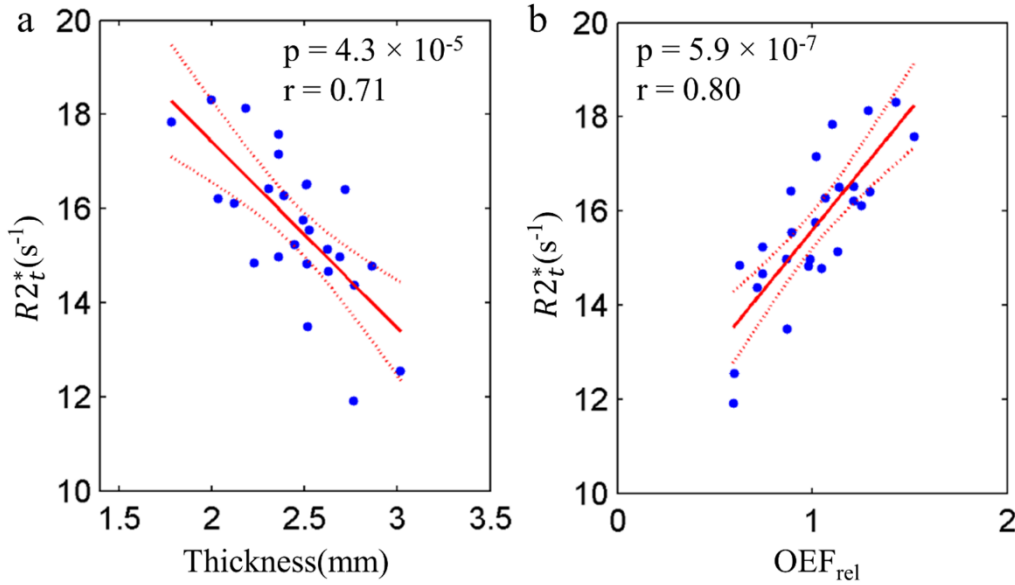 a
p = 4.3 × 10⁻⁵
r = 0.71
20
18
16
14
12
10
R2*ₜ(s⁻¹)
1.5 2 2.5 3 3.5
Thickness(mm)
b
p = 5.9 × 10⁻⁷
r = 0.80
20
18
16
14
12
10
R2*ₜ(s⁻¹)
0 1 2
OEFrel